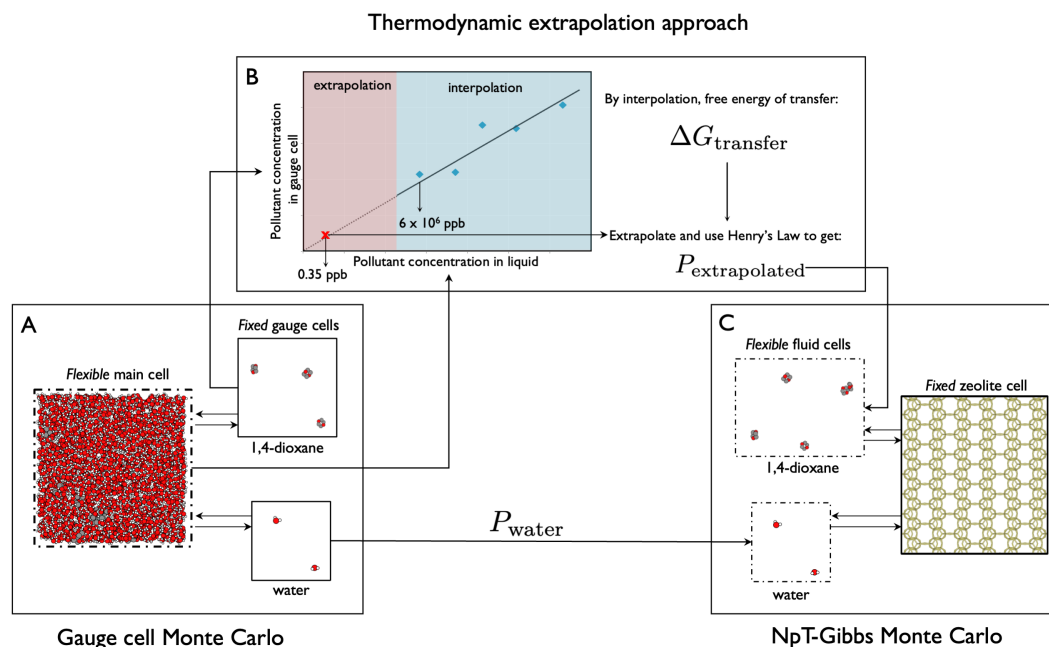 Thermodynamic extrapolation approach
B
extrapolation
interpolation
Pollutant concentration
in gauge cell
6 x 10⁶ ppb
0.35 ppb
Pollutant concentration in liquid
By interpolation, free energy of transfer:
ΔG_transfer
Extrapolate and use Henry's Law to get:
P_extrapolated
A
Fixed gauge cells
Flexible main cell
1,4-dioxane
water
P_water
C
Flexible fluid cells
Fixed zeolite cell
1,4-dioxane
water
Gauge cell Monte Carlo
NpT-Gibbs Monte Carlo